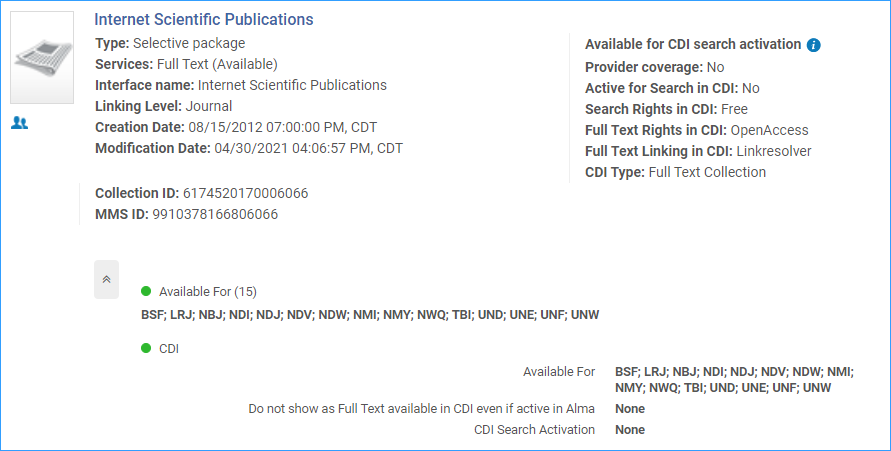 Internet Scientific Publications
Type: Selective package
Services: Full Text (Available)
Interface name: Internet Scientific Publications
Linking Level: Journal
Creation Date: 08/15/2012 07:00:00 PM, CDT
Modification Date: 04/30/2021 04:06:57 PM, CDT
Available for CDI search activation
Provider coverage: No
Active for Search in CDI: No
Search Rights in CDI: Free
Full Text Rights in CDI: OpenAccess
Full Text Linking in CDI: Linkresolver
CDI Type: Full Text Collection
Collection ID: 6174520170006066
MMS ID: 9910378166806066
Available For (15)
BSF; LRJ; NBJ; NDI; NDJ; NDV; NDW; NMI; NMY; NWQ; TBI; UND; UNE; UNF; UNW
CDI
Available For BSF; LRJ; NBJ; NDI; NDJ; NDV; NDW; NMI;
NMY; NWQ; TBI; UND; UNE; UNF; UNW
Do not show as Full Text available in CDI even if active in Alma None
CDI Search Activation None